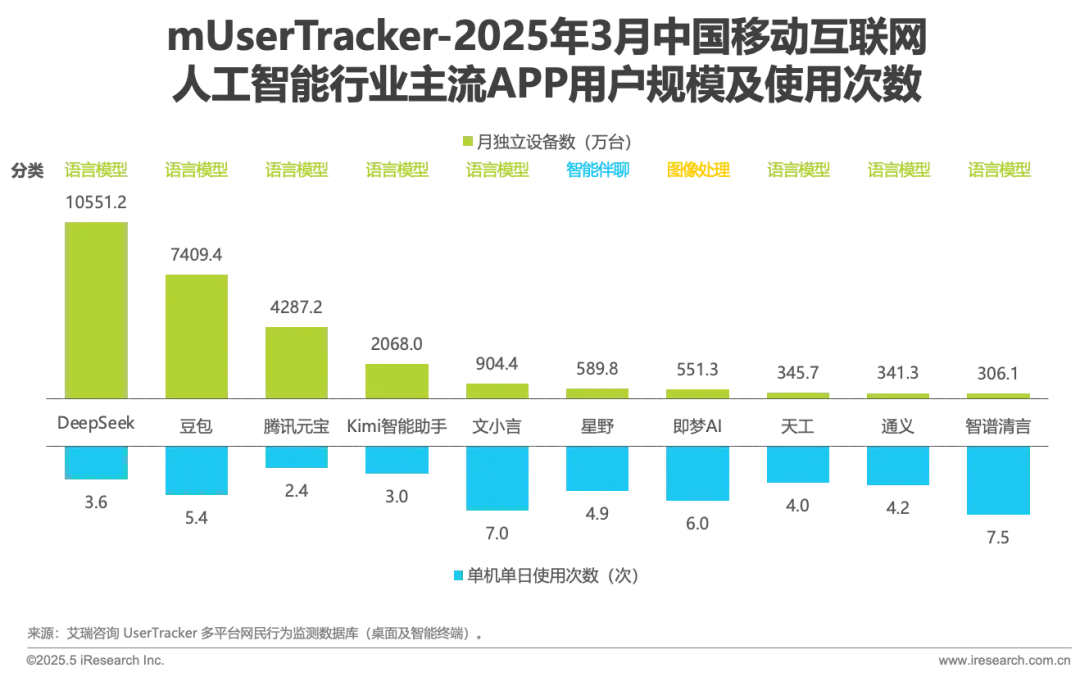 mUserTracker-2025年3月中国移动互联网
人工智能行业主流APP用户规模及使用次数
月独立设备数（万台）
分类 语言模型 语言模型 语言模型 语言模型 语言模型 智能伴聊 图像处理 语言模型 语言模型 语言模型
10551.2 7409.4 4287.2 2068.0 904.4 589.8 551.3 345.7 341.3 306.1
DeepSeek 豆包 腾讯元宝 Kimi智能助手 文小言 星野 即梦AI 天工 通义 智谱清言
3.6 5.4 2.4 3.0 7.0 4.9 6.0 4.0 4.2 7.5
单机单日使用次数（次）
来源：艾瑞咨询 UserTracker 多平台网民行为监测数据库（桌面及智能终端）。
©2025.5 iResearch Inc. www.iresearch.com.cn